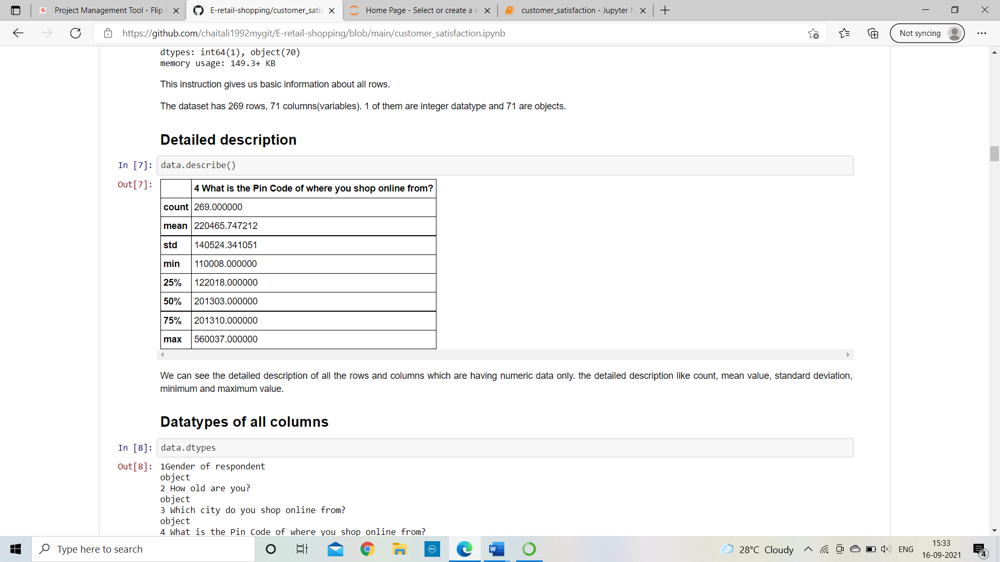 Project Management Tool - Flip
E-retail-shopping/customer_satis
Home Page - Select or create a n
customer_satisfaction - Jupyter N
https://github.com/chaitali1992mygit/E-retail-shopping/blob/main/customer_satisfaction.ipynb
Not syncing
dtypes: int64(1), object(70)
memory usage: 149.3+ KB
This instruction gives us basic information about all rows.
The dataset has 269 rows, 71 columns(variables). 1 of them are integer datatype and 71 are objects.
Detailed description
In [7]: data.describe()
Out[7]:
4 What is the Pin Code of where you shop online from?
count 269.000000
mean 220465.747212
std 140524.341051
min 110008.000000
25% 122018.000000
50% 201303.000000
75% 201310.000000
max 560037.000000
We can see the detailed description of all the rows and columns which are having numeric data only. the detailed description like count, mean value, standard deviation,
minimum and maximum value.
Datatypes of all columns
In [8]: data.dtypes
Out[8]: 1Gender of respondent
object
2 How old are you?
object
3 Which city do you shop online from?
object
4 What is the Pin Code of where you shop online from?
Type here to search
28°C Cloudy
ENG
15:33
16-09-2021
4